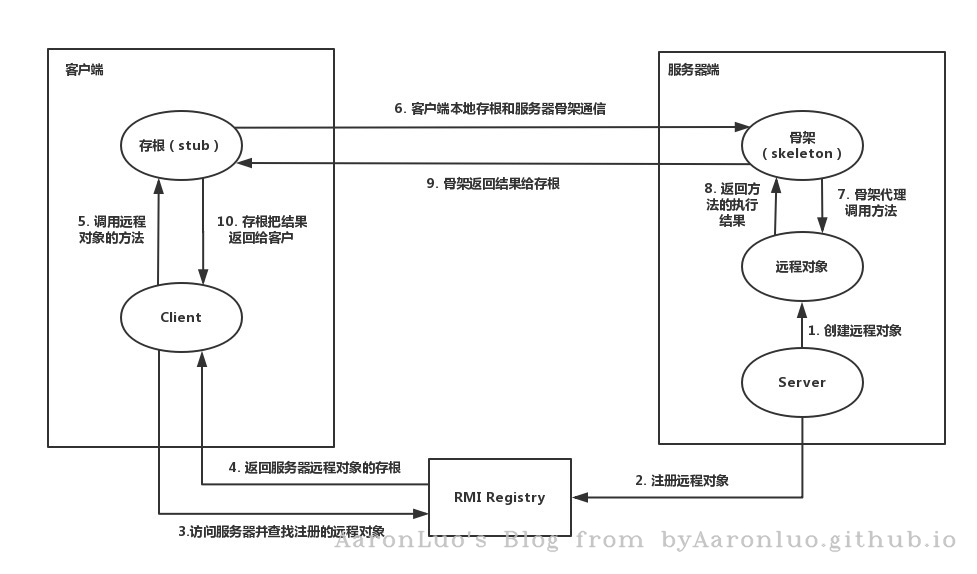 客户端
服务器端
6. 客户端本地存根和服务器骨架通信
存根（stub）
骨架
（skeleton）
9. 骨架返回结果给存根
5. 调用远程
对象的方法
10. 存根把结果
返回给客户
8. 返回方
法的执行
结果
7. 骨架代理
调用方法
远程对象
Client
1. 创建远程对象
Server
4. 返回服务器远程对象的存根
RMI Registry
2. 注册远程对象
3.访问服务器并查找注册的远程对象
AaronLuo's Blog from byAaronluo.github.io